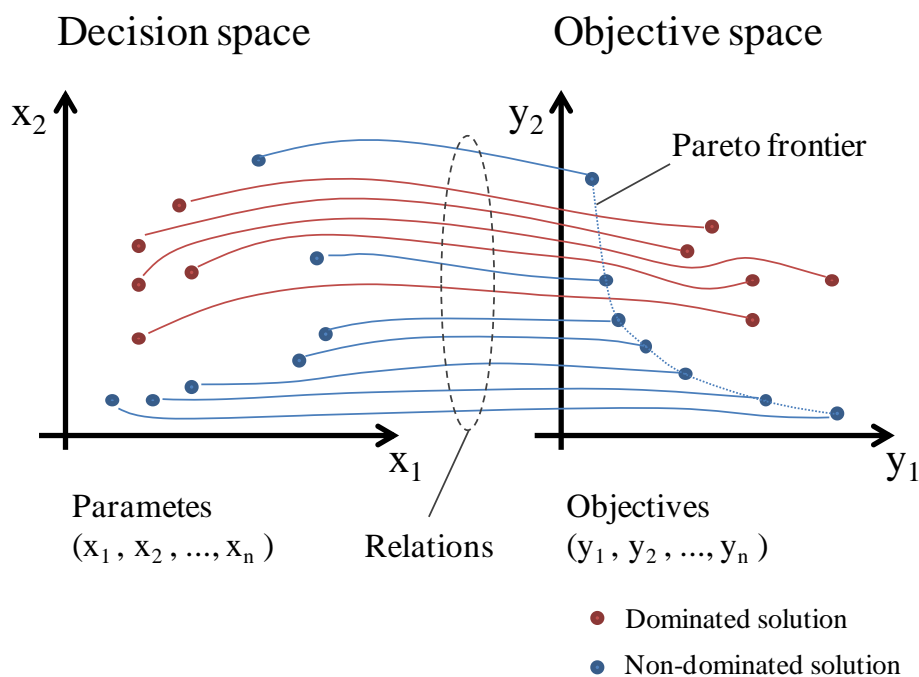 Decision space
Objective space
x₂
y₂
Pareto frontier
x₁
y₁
Parametes
(x₁ , x₂ , ..., xₙ )
Relations
Objectives
(y₁ , y₂ , ..., yₙ )
Dominated solution
Non-dominated solution